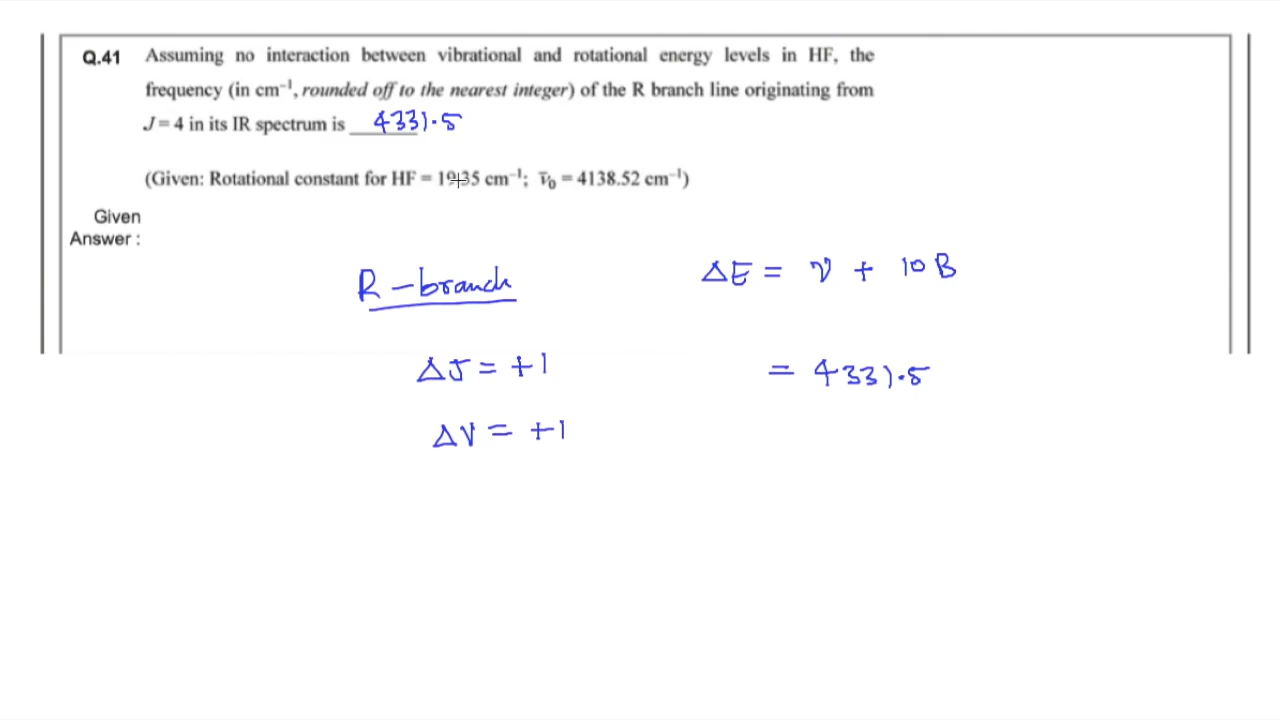 Q.41 Assuming no interaction between vibrational and rotational energy levels in HF, the
frequency (in cm⁻¹, rounded off to the nearest integer) of the R branch line originating from
J = 4 in its IR spectrum is ______ 4331.5
(Given: Rotational constant for HF = 19.35 cm⁻¹; ν̄₀ = 4138.52 cm⁻¹)
Given
Answer :
R - branch
ΔJ = +1
ΔV = +1
ΔE = ν + 10 B
= 4331.5